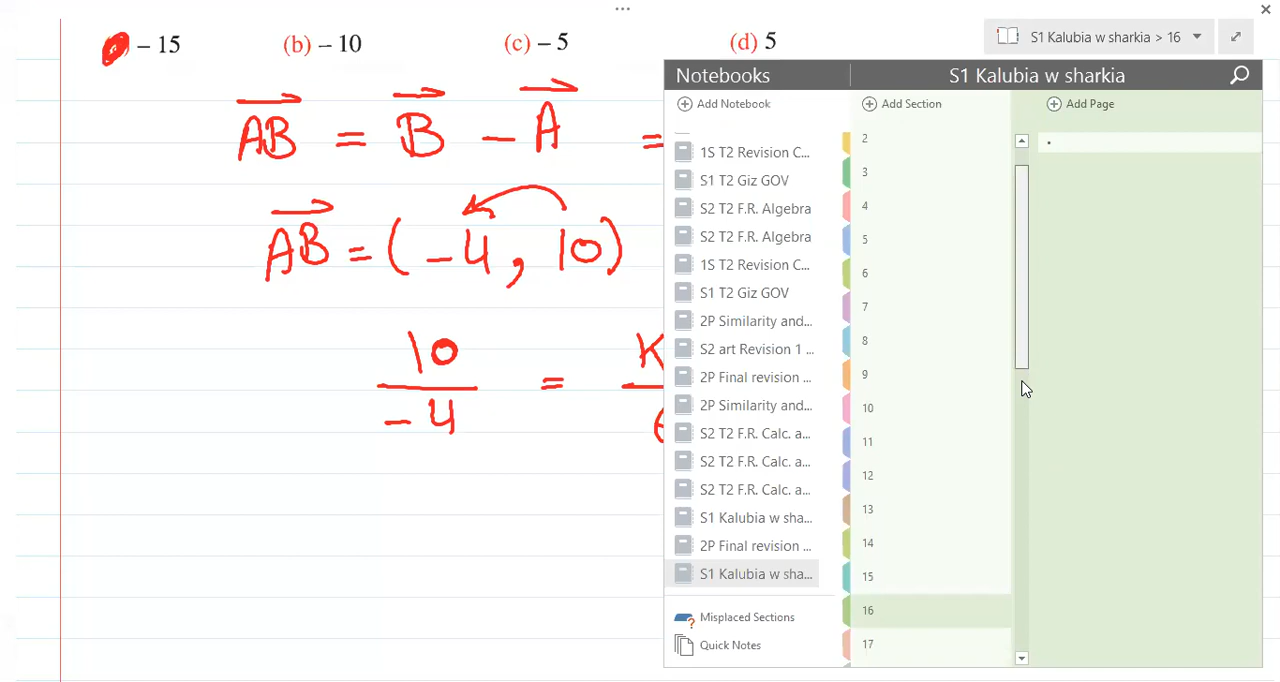 ...
S1 Kalubia w sharkia > 16
– 15 (b) – 10 (c) – 5 (d) 5
AB = B – A =
AB = ( – 4 , 10 )
10 / – 4 = K
Notebooks
S1 Kalubia w sharkia
Add Notebook
Add Section
Add Page
1S T2 Revision C...
S1 T2 Giz GOV
S2 T2 F.R. Algebra
S2 T2 F.R. Algebra
1S T2 Revision C...
S1 T2 Giz GOV
2P Similarity and...
S2 art Revision 1 ...
2P Final revision ...
2P Similarity and...
S2 T2 F.R. Calc. a...
S2 T2 F.R. Calc. a...
S2 T2 F.R. Calc. a...
S1 Kalubia w sha...
2P Final revision ...
S1 Kalubia w sha...
Misplaced Sections
Quick Notes
2
3
4
5
6
7
8
9
10
11
12
13
14
15
16
17
.